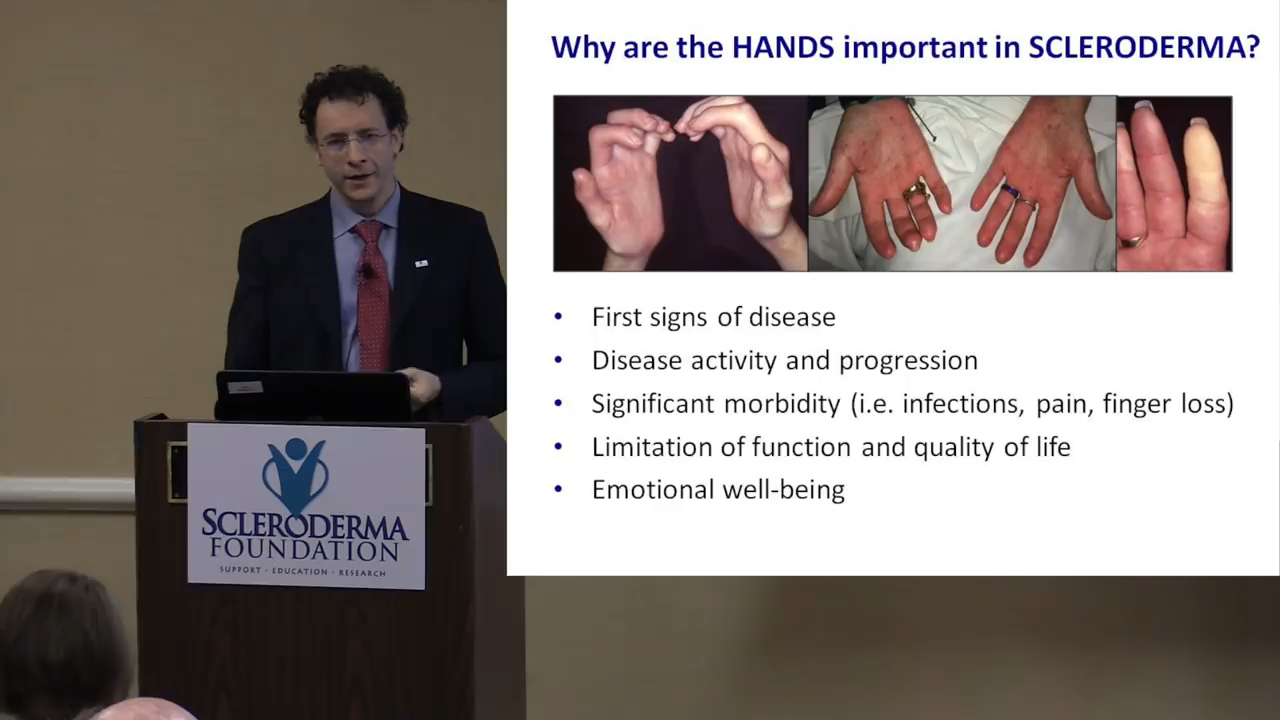 Why are the HANDS important in SCLERODERMA?
• First signs of disease
• Disease activity and progression
• Significant morbidity (i.e. infections, pain, finger loss)
• Limitation of function and quality of life
• Emotional well-being
SCLERODERMA
FOUNDATION
SUPPORT · EDUCATION · RESEARCH